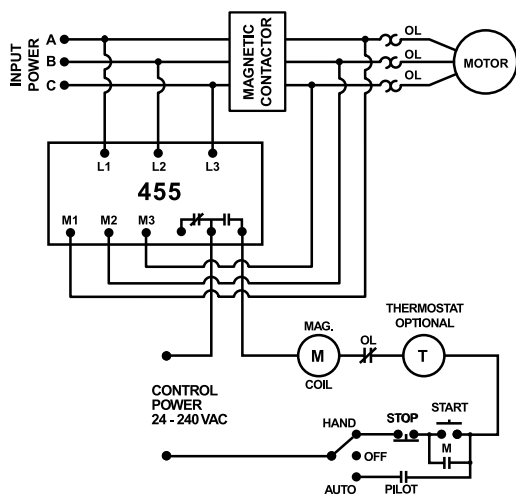 INPUT POWER
A
B
C
MAGNETIC CONTACTOR
OL
OL
OL
MOTOR
L1 L2 L3
455
M1 M2 M3
MAG.
M
COIL
OL
THERMOSTAT
OPTIONAL
T
CONTROL
POWER
24 - 240 VAC
HAND
OFF
AUTO
STOP
START
M
PILOT